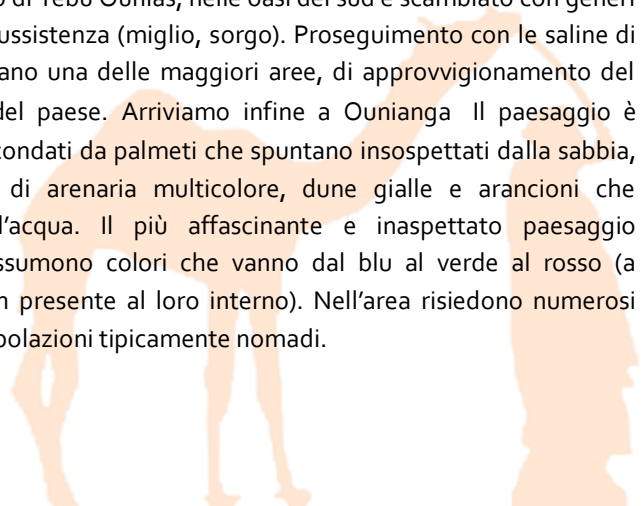 di Tebu Ounias, nelle oasi del sud è scambiato con generi
ussistenza (miglio, sorgo). Proseguimento con le saline di
ano una delle maggiori aree, di approvvigionamento del
del paese. Arriviamo infine a Ounianga Il paesaggio è
condati da palmeti che spuntano insospettati dalla sabbia,
di arenaria multicolore, dune gialle e arancioni che
l’acqua. Il più affascinante e inaspettato paesaggio
ssumono colori che vanno dal blu al verde al rosso (a
presente al loro interno). Nell’area risiedono numerosi
polazioni tipicamente nomadi.